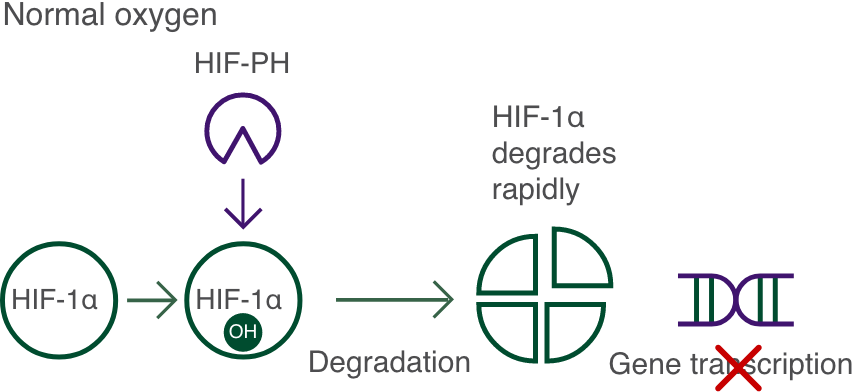 Normal oxygen
HIF-PH
HIF-1α
degrades
rapidly
HIF-1α
HIF-1α
OH
Degradation
Gene transcription